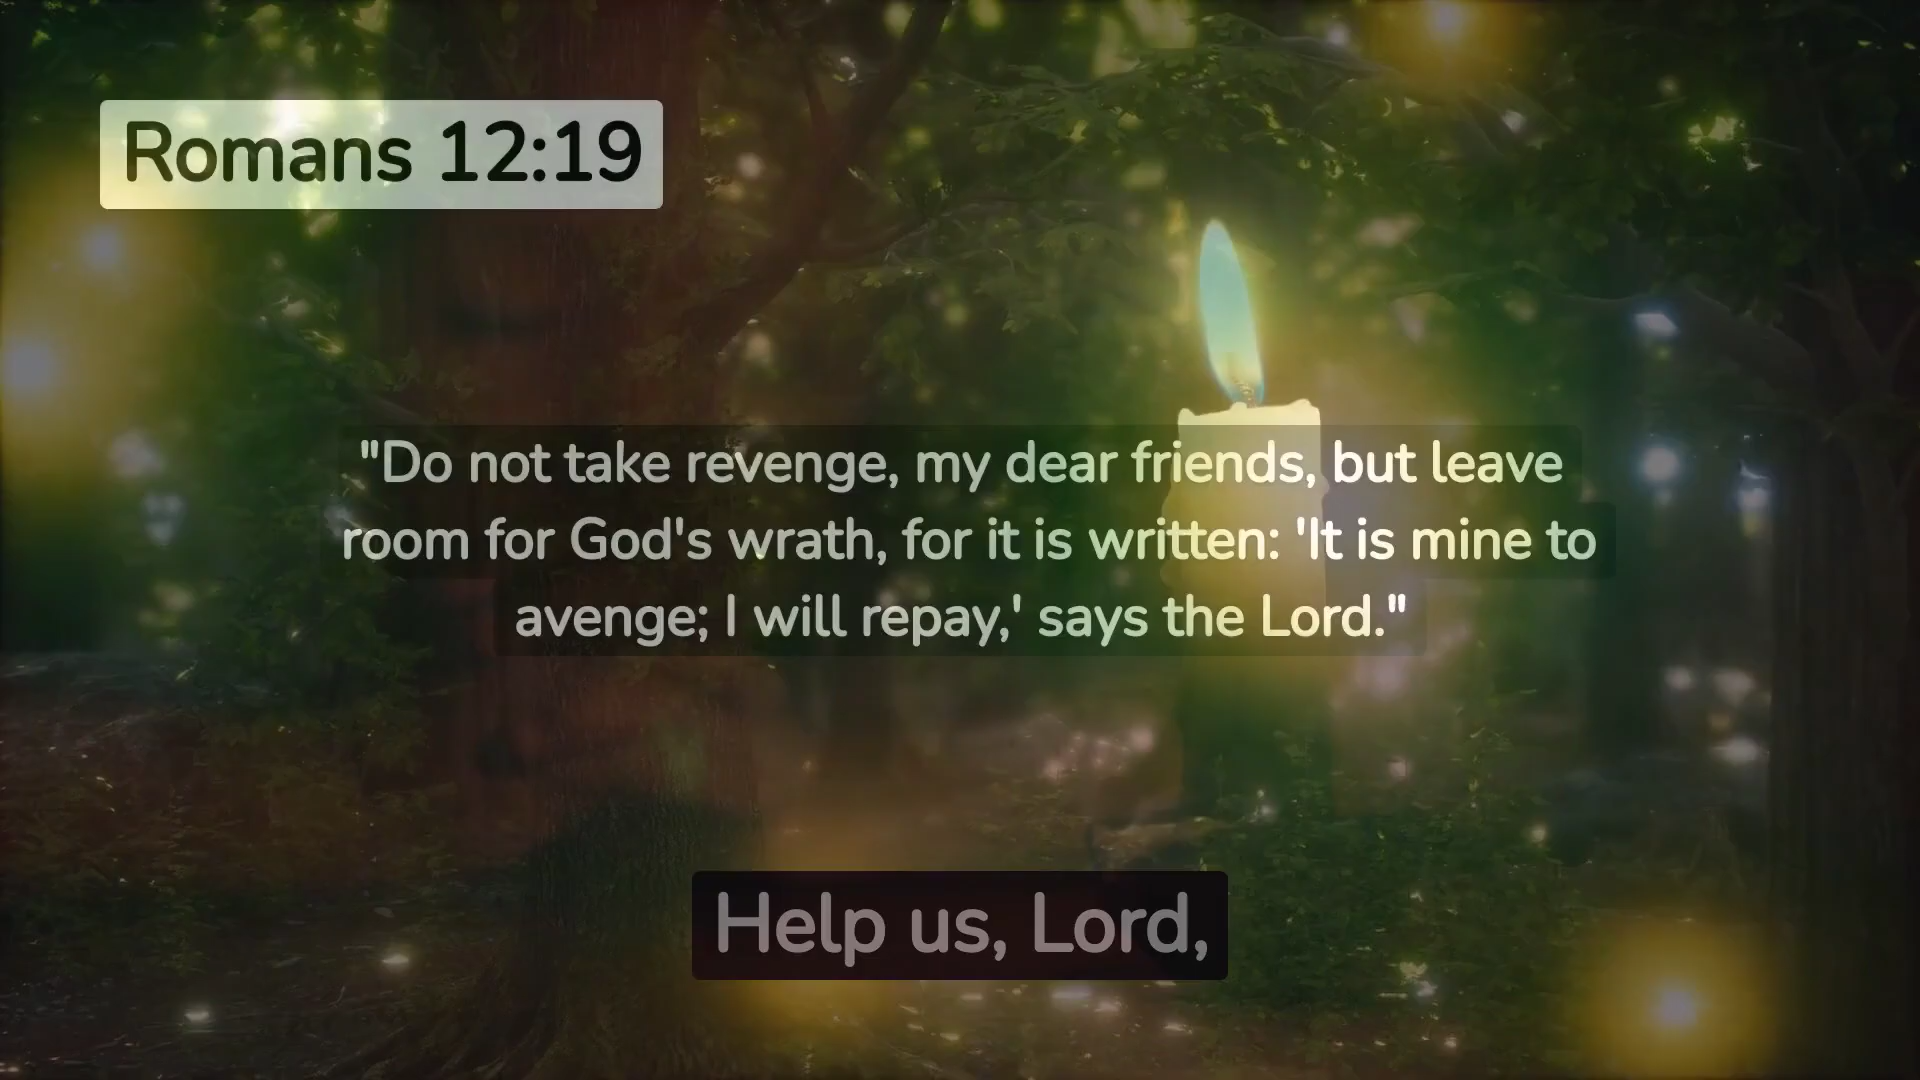 Romans 12:19
"Do not take revenge, my dear friends, but leave
room for God's wrath, for it is written: 'It is mine to
avenge; I will repay,' says the Lord."
Help us, Lord,